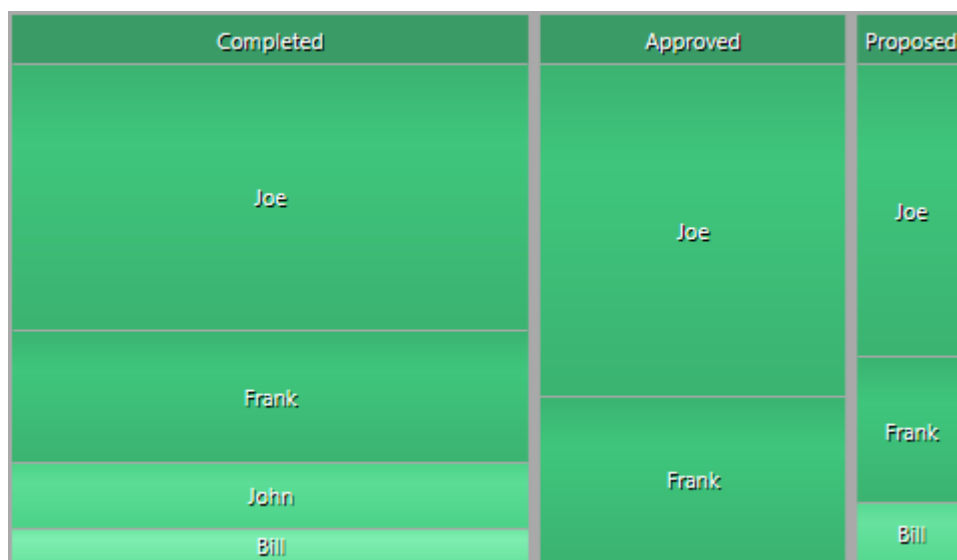 Completed
Joe
Frank
John
Bill
Approved
Joe
Frank
Proposed
Joe
Frank
Bill